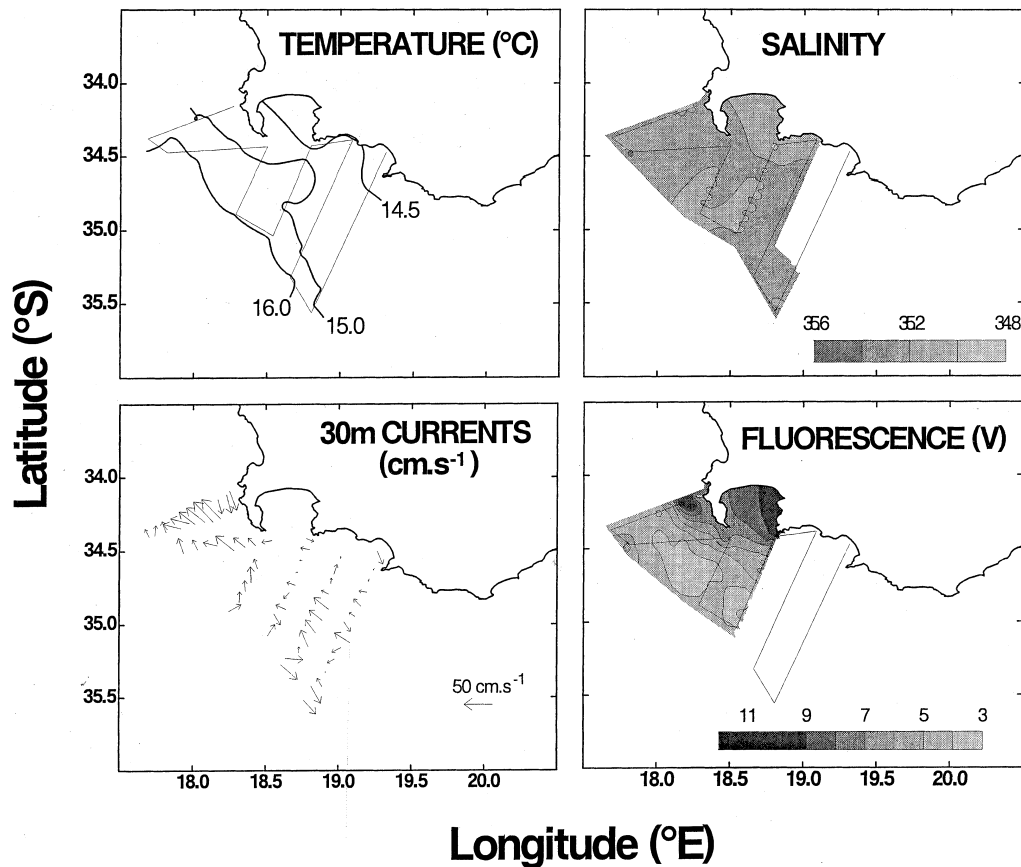 TEMPERATURE (°C)
34.0
34.5
35.0
35.5
14.5
16.0
15.0
SALINITY
356 352 348
Latitude (°S)
30m CURRENTS
(cm.s-1)
34.0
34.5
35.0
35.5
50 cm.s-1
18.0 18.5 19.0 19.5 20.0
FLUORESCENCE (V)
11 9 7 5 3
18.0 18.5 19.0 19.5 20.0
Longitude (°E)